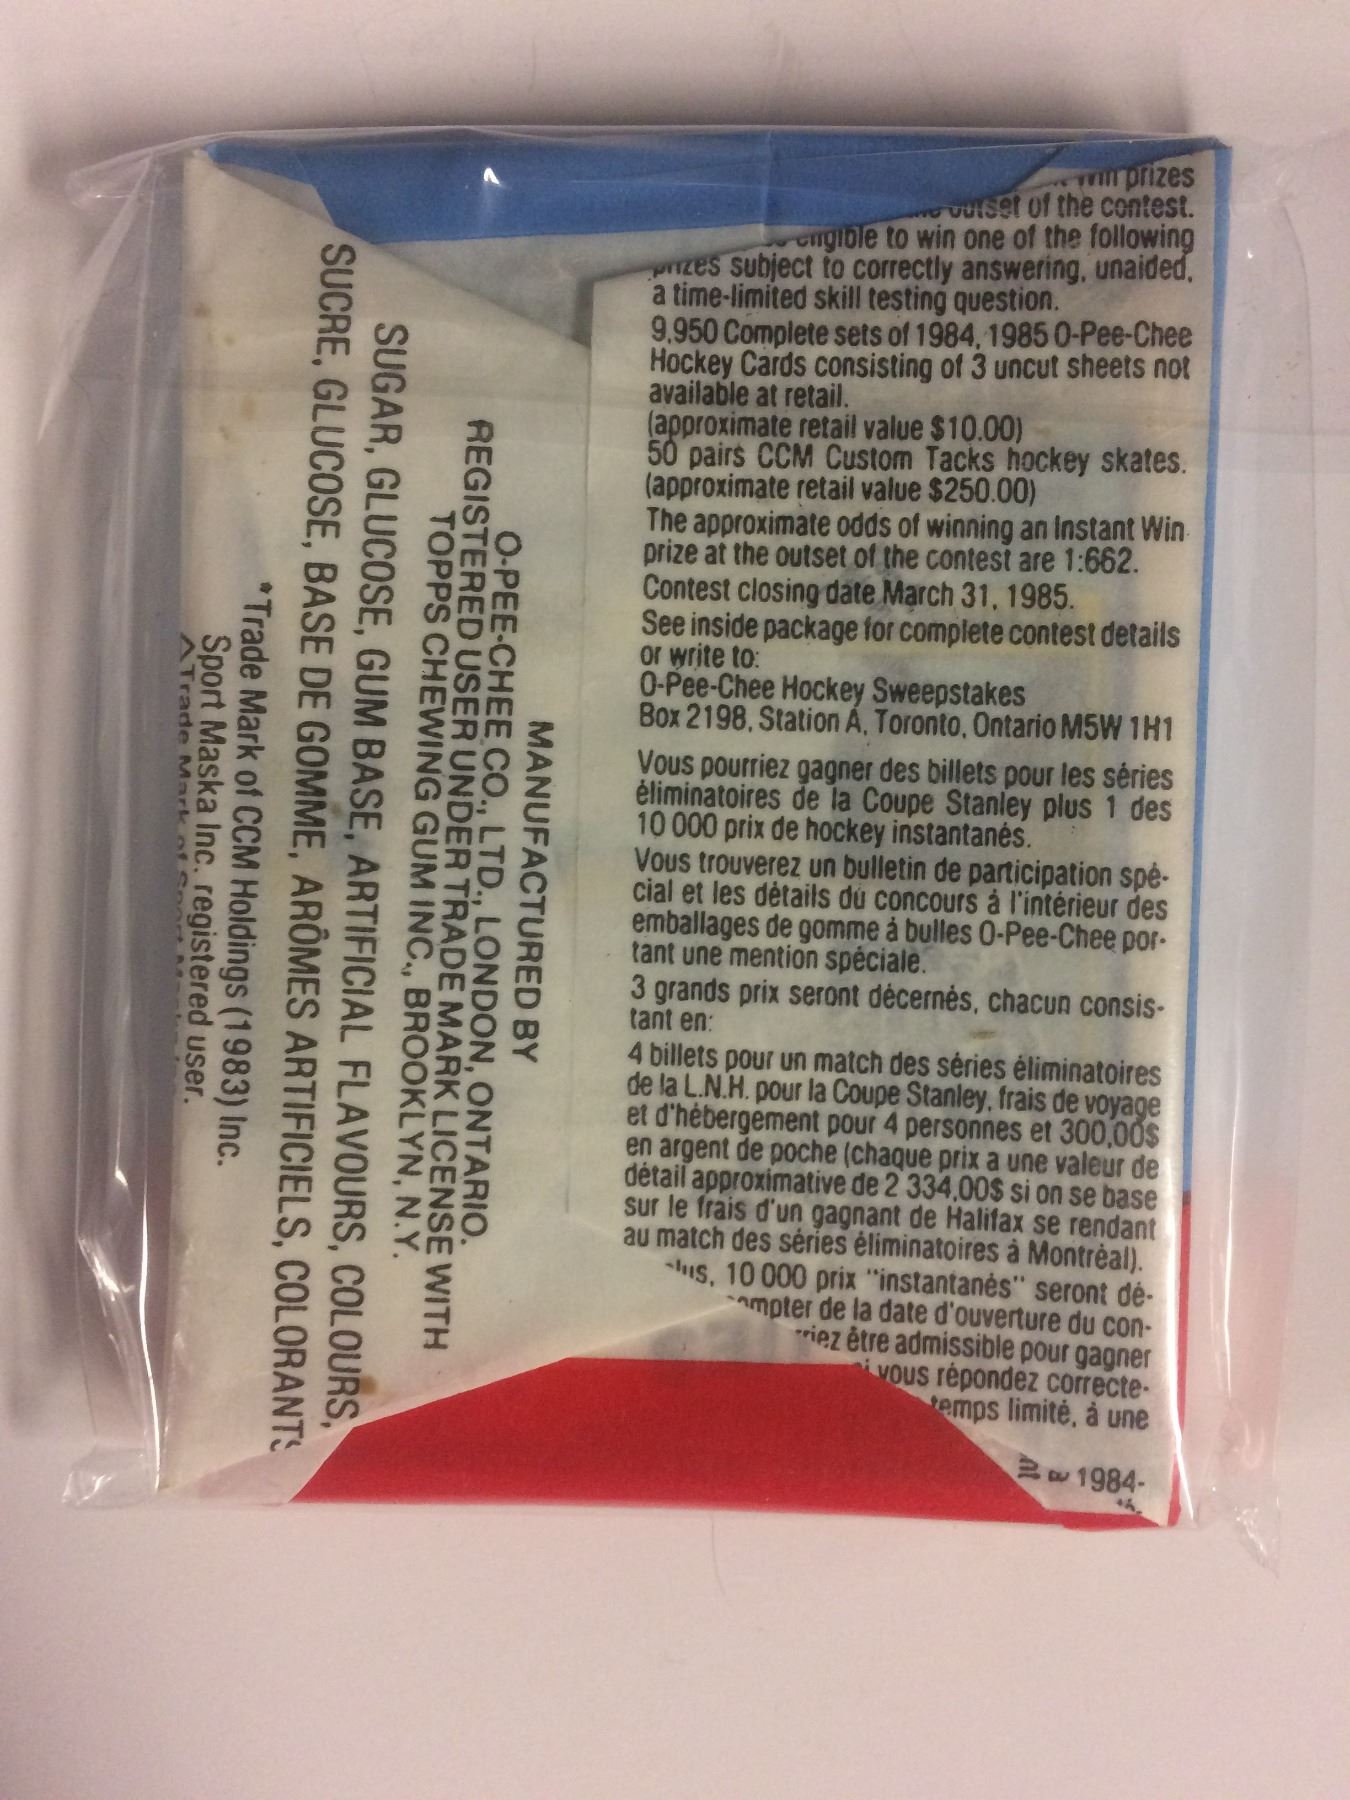 prizes
outset of the contest.
eligible to win one of the following
prizes subject to correctly answering, unaided,
a time-limited skill testing question.
9,950 Complete sets of 1984, 1985 O-Pee-Chee
Hockey Cards consisting of 3 uncut sheets not
available at retail.
(approximate retail value $10.00)
50 pairs CCM Custom Tacks hockey skates.
(approximate retail value $250.00)
The approximate odds of winning an Instant Win
prize at the outset of the contest are 1:662.
Contest closing date March 31, 1985.
See inside package for complete contest details
or write to:
O-Pee-Chee Hockey Sweepstakes
Box 2198, Station A, Toronto, Ontario M5W 1H1
Vous pourriez gagner des billets pour les séries
éliminatoires de la Coupe Stanley plus 1 des
10 000 prix de hockey instantanés.
Vous trouverez un bulletin de participation spé-
cial et les détails du concours à l'intérieur des
emballages de gomme à bulles O-Pee-Chee por-
tant une mention spéciale.
3 grands prix seront décernés, chacun consis-
tant en:
4 billets pour un match des séries éliminatoires
de la L.N.H. pour la Coupe Stanley, frais de voyage
et d'hébergement pour 4 personnes et 300,00$
en argent de poche (chaque prix a une valeur de
détail approximative de 2 334,00$ si on se base
sur le frais d'un gagnant de Halifax se rendant
au match des séries éliminatoires à Montréal).
10 000 prix "instantanés" seront dé-
compter de la date d'ouverture du con-
être admissible pour gagner
vous répondez correcte-
temps limité, à une
1984-
MANUFACTURED BY
O-PEE-CHEE CO., LTD., LONDON, ONTARIO.
REGISTERED USER UNDER TRADE MARK LICENSE WITH
TOPPS CHEWING GUM INC., BROOKLYN, N.Y.
SUGAR, GLUCOSE, GUM BASE, ARTIFICIAL FLAVOURS, COLOURS,
SUCRE, GLUCOSE, BASE DE GOMME, ARÔMES ARTIFICIELS, COLORANTS
*Trade Mark of CCM Holdings (1983) Inc.
Sport Maska Inc. registered user.
^Trade Mark of Sport